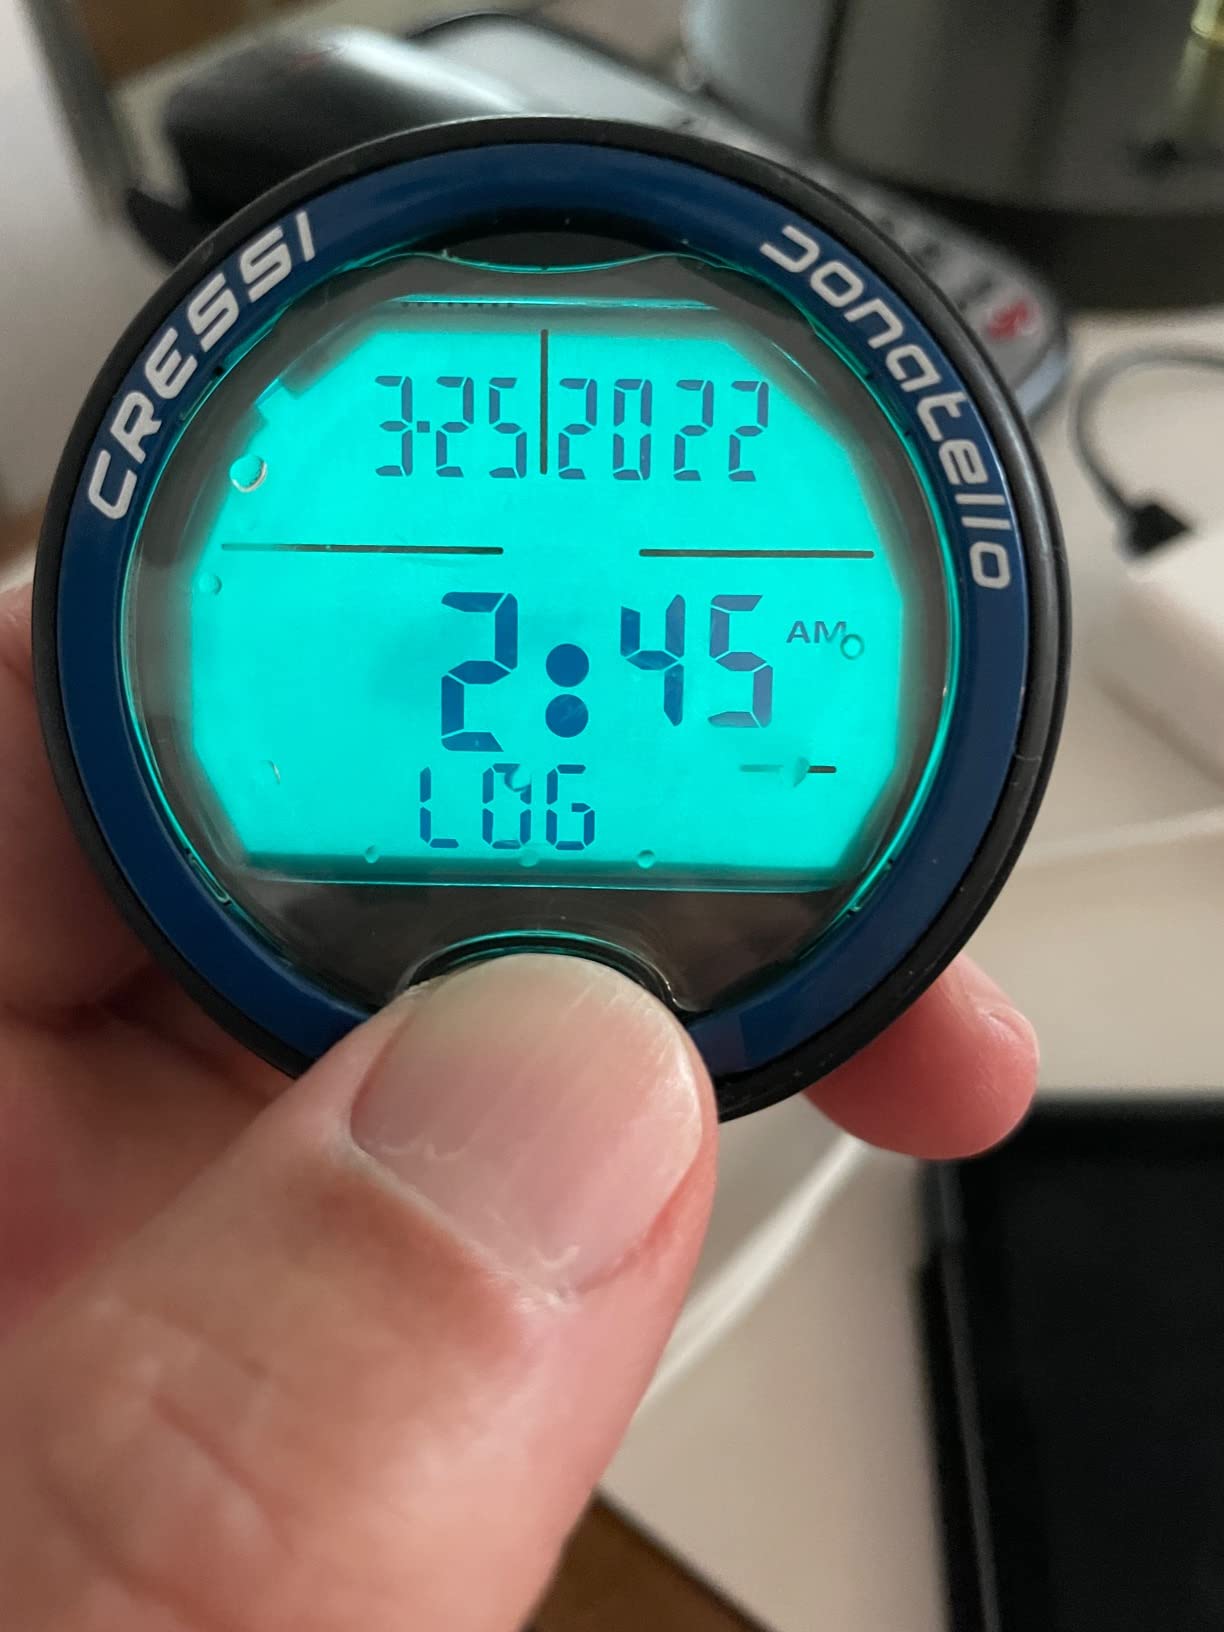 CRESSI
Donatello
3-25 2022
2:45 AM
LOG